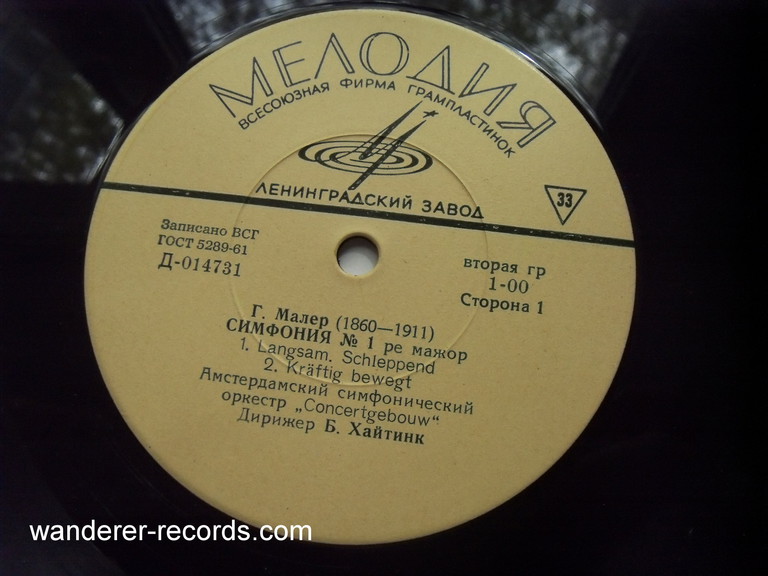 МЕЛОДИЯ
ВСЕСОЮЗНАЯ ФИРМА ГРАМПЛАСТИНОК
ЛЕНИНГРАДСКИЙ ЗАВОД
33
Записано ВСГ
ГОСТ 5289-61
Д-014731
вторая гр
1-00
Сторона 1
Г. Малер (1860—1911)
СИМФОНИЯ № 1 ре мажор
1. Langsam. Schleppend
2. Kräftig bewegt
Амстердамский симфонический
оркестр „Concertgebouw“
Дирижер Б. Хайтинк
wanderer-records.com